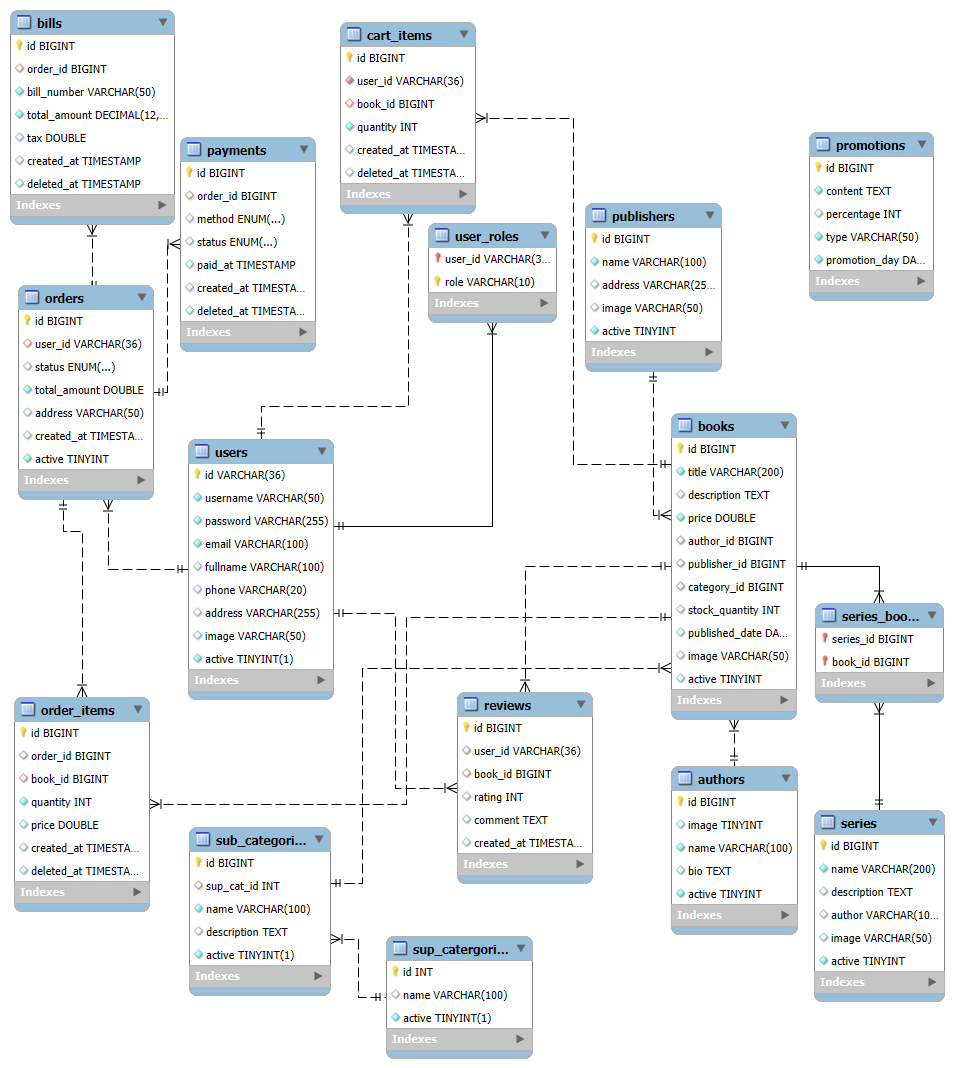 bills
id BIGINT
order_id BIGINT
bill_number VARCHAR(50)
total_amount DECIMAL(12,...
tax DOUBLE
created_at TIMESTAMP
deleted_at TIMESTAMP
Indexes
payments
id BIGINT
order_id BIGINT
method ENUM(...)
status ENUM(...)
paid_at TIMESTAMP
created_at TIMESTA...
deleted_at TIMESTA...
Indexes
cart_items
id BIGINT
user_id VARCHAR(36)
book_id BIGINT
quantity INT
created_at TIMESTA...
deleted_at TIMESTA...
Indexes
user_roles
user_id VARCHAR(3...
role VARCHAR(10)
Indexes
publishers
id BIGINT
name VARCHAR(100)
address VARCHAR(25...
image VARCHAR(50)
active TINYINT
Indexes
promotions
id BIGINT
content TEXT
percentage INT
type VARCHAR(50)
promotion_day DA...
Indexes
orders
id BIGINT
user_id VARCHAR(36)
status ENUM(...)
total_amount DOUBLE
address VARCHAR(50)
created_at TIMESTA...
active TINYINT
Indexes
users
id VARCHAR(36)
username VARCHAR(50)
password VARCHAR(255)
email VARCHAR(100)
fullname VARCHAR(100)
phone VARCHAR(20)
address VARCHAR(255)
image VARCHAR(50)
active TINYINT(1)
Indexes
books
id BIGINT
title VARCHAR(200)
description TEXT
price DOUBLE
author_id BIGINT
publisher_id BIGINT
category_id BIGINT
stock_quantity INT
published_date DA...
image VARCHAR(50)
active TINYINT
Indexes
series_boo...
series_id BIGINT
book_id BIGINT
Indexes
order_items
id BIGINT
order_id BIGINT
book_id BIGINT
quantity INT
price DOUBLE
created_at TIMESTA...
deleted_at TIMESTA...
Indexes
reviews
id BIGINT
user_id VARCHAR(36)
book_id BIGINT
rating INT
comment TEXT
created_at TIMESTA...
Indexes
authors
id BIGINT
image TINYINT
name VARCHAR(100)
bio TEXT
active TINYINT
Indexes
series
id BIGINT
name VARCHAR(200)
description TEXT
author VARCHAR(10...
image VARCHAR(50)
active TINYINT
Indexes
sub_categori...
id BIGINT
sup_cat_id INT
name VARCHAR(100)
description TEXT
active TINYINT(1)
Indexes
sup_catergori...
id INT
name VARCHAR(100)
active TINYINT(1)
Indexes